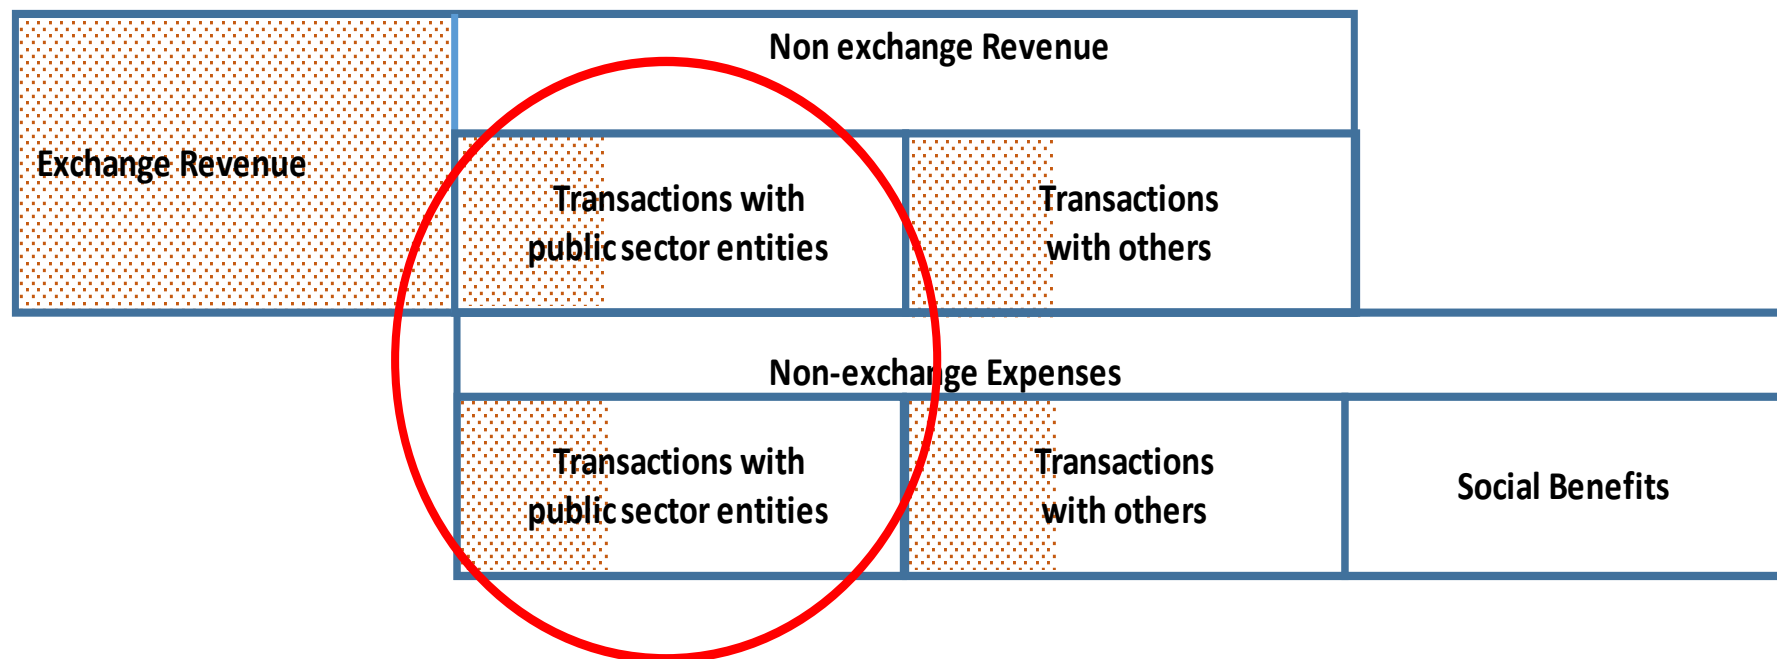 Non exchange Revenue
Exchange Revenue
Transactions with
public sector entities
Transactions
with others
Non-exchange Expenses
Transactions with
public sector entities
Transactions
with others
Social Benefits